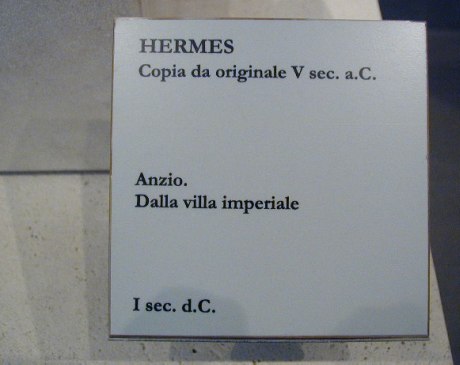 HERMES
Copia da originale V sec. a.C.
Anzio.
Dalla villa imperiale
I sec. d.C.